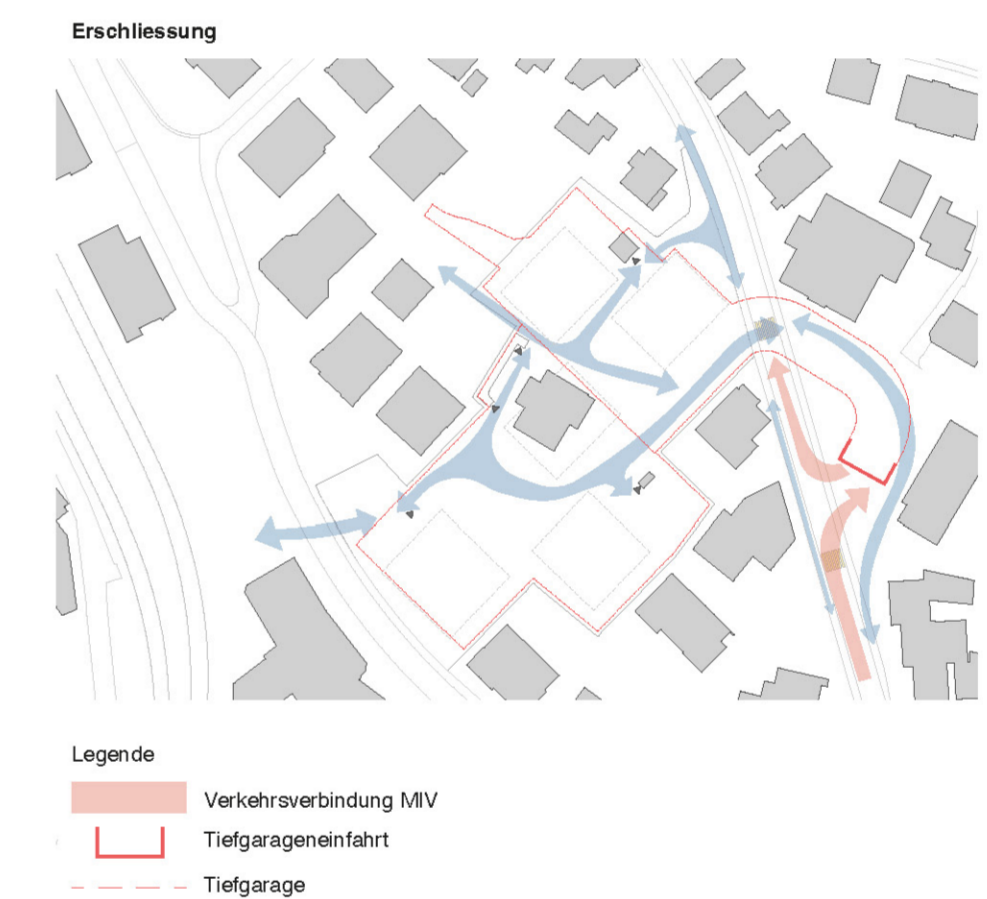 Erschliessung
Legende
Verkehrsverbindung MIV
Tiefgarageneinfahrt
Tiefgarage